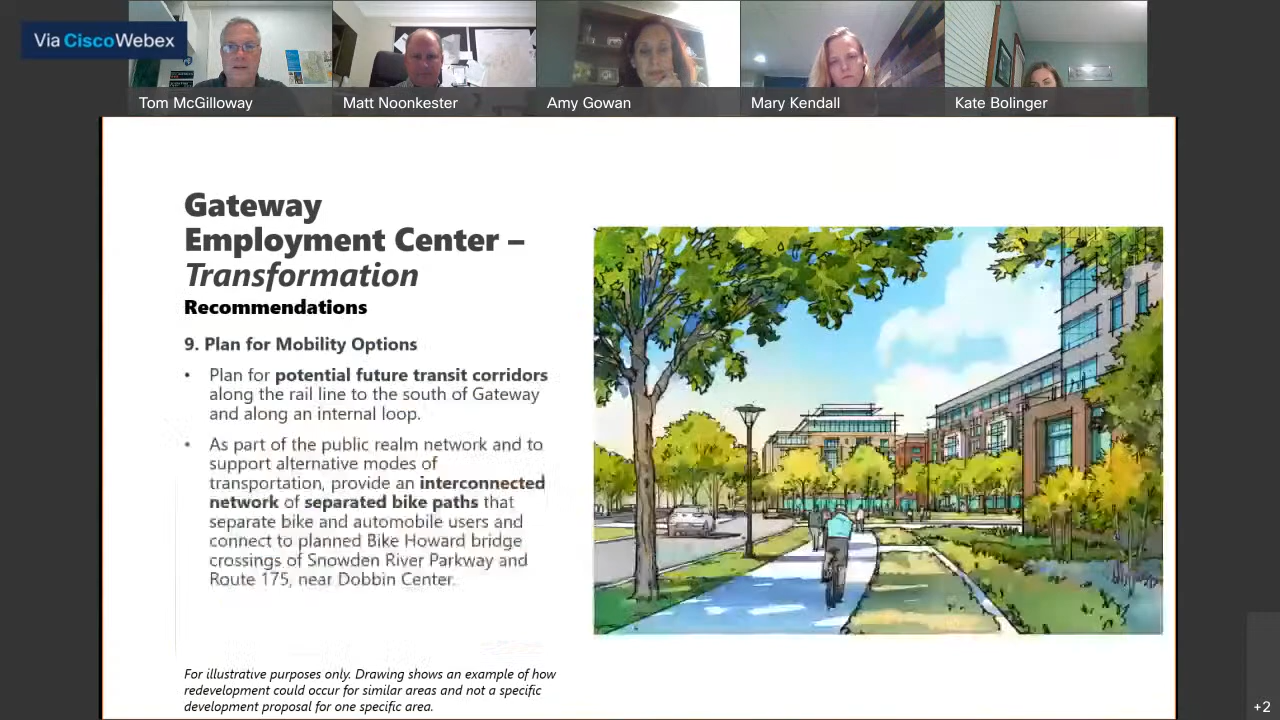 Via CiscoWebex
Tom McGilloway
Matt Noonkester
Amy Gowan
Mary Kendall
Kate Bolinger
Gateway
Employment Center –
Transformation
Recommendations
9. Plan for Mobility Options
• Plan for potential future transit corridors
along the rail line to the south of Gateway
and along an internal loop.
• As part of the public realm network and to
support alternative modes of
transportation, provide an interconnected
network of separated bike paths that
separate bike and automobile users and
connect to planned Bike Howard bridge
crossings of Snowden River Parkway and
Route 175, near Dobbin Center.
For illustrative purposes only. Drawing shows an example of how
redevelopment could occur for similar areas and not a specific
development proposal for one specific area.
+2